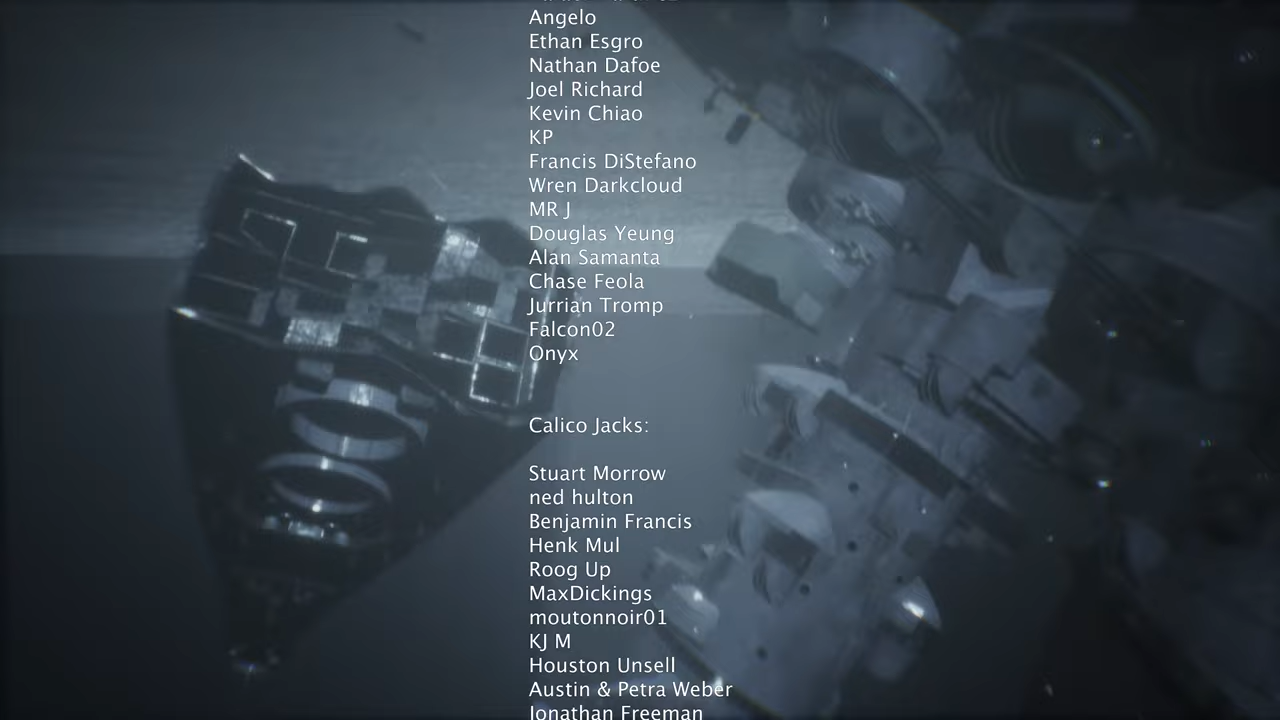 Angelo
Ethan Esgro
Nathan Dafoe
Joel Richard
Kevin Chiao
KP
Francis DiStefano
Wren Darkcloud
MR J
Douglas Yeung
Alan Samanta
Chase Feola
Jurrian Tromp
Falcon02
Onyx
Calico Jacks:
Stuart Morrow
ned hulton
Benjamin Francis
Henk Mul
Roog Up
MaxDickings
moutonnoir01
KJ M
Houston Unsell
Austin & Petra Weber
Jonathan Freeman